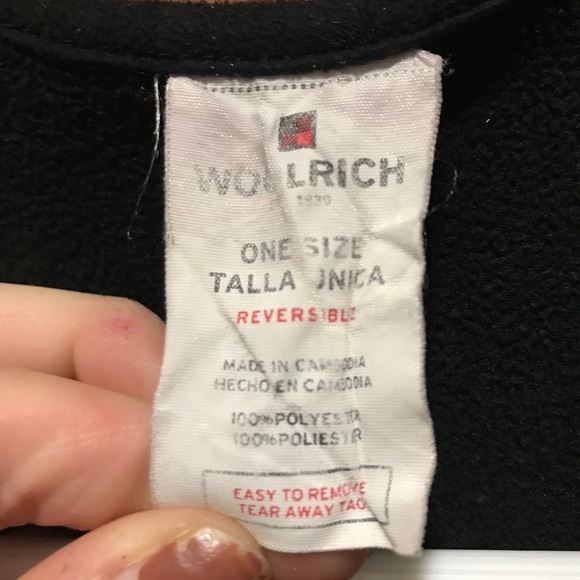 WOOLRICH
1830
ONE SIZE
TALLA UNICA
REVERSIBLE
MADE IN CAMBODIA
HECHO EN CAMBODIA
100%POLYESTER
100%POLIESTER
EASY TO REMOVE
TEAR AWAY TAG